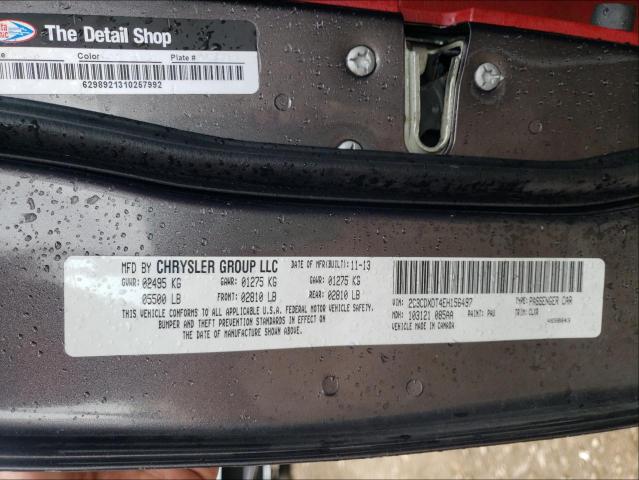 The Detail Shop
Color Plate #
6298921310257992
MFD BY CHRYSLER GROUP LLC DATE OF MFR(BUILT): 11-13
GVWR: 02495 KG GAWR: 01275 KG GAWR: 01275 KG
05500 LB FRONT: 02810 LB REAR: 02810 LB
THIS VEHICLE CONFORMS TO ALL APPLICABLE U.S.A. FEDERAL MOTOR VEHICLE SAFETY,
BUMPER AND THEFT PREVENTION STANDARDS IN EFFECT ON
THE DATE OF MANUFACTURE SHOWN ABOVE.
VIN: 2C3CDXDT4EH156497 TYPE: PASSENGER CAR
MDH: 103121 085AA PAINT: PAU TRIM: CLX9
VEHICLE MADE IN CANADA